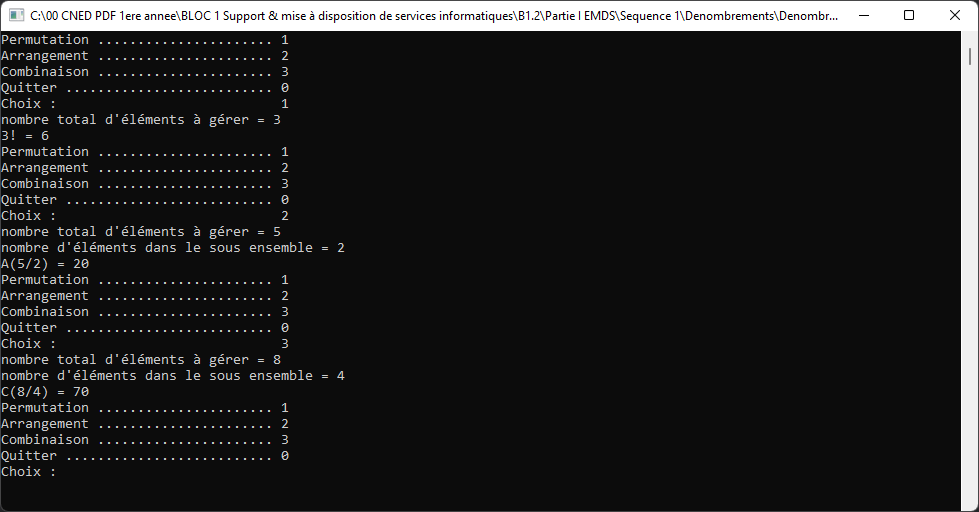 C:\00 CNED PDF 1ere annee\BLOC 1 Support & mise à disposition de services informatiques\B1.2\Partie I EMDS\Sequence 1\Denombrements\Denombr...
Permutation ...................... 1
Arrangement ...................... 2
Combinaison ...................... 3
Quitter .......................... 0
Choix :                            1
nombre total d'éléments à gérer = 3
3! = 6
Permutation ...................... 1
Arrangement ...................... 2
Combinaison ...................... 3
Quitter .......................... 0
Choix :                            2
nombre total d'éléments à gérer = 5
nombre d'éléments dans le sous ensemble = 2
A(5/2) = 20
Permutation ...................... 1
Arrangement ...................... 2
Combinaison ...................... 3
Quitter .......................... 0
Choix :                            3
nombre total d'éléments à gérer = 8
nombre d'éléments dans le sous ensemble = 4
C(8/4) = 70
Permutation ...................... 1
Arrangement ...................... 2
Combinaison ...................... 3
Quitter .......................... 0
Choix :